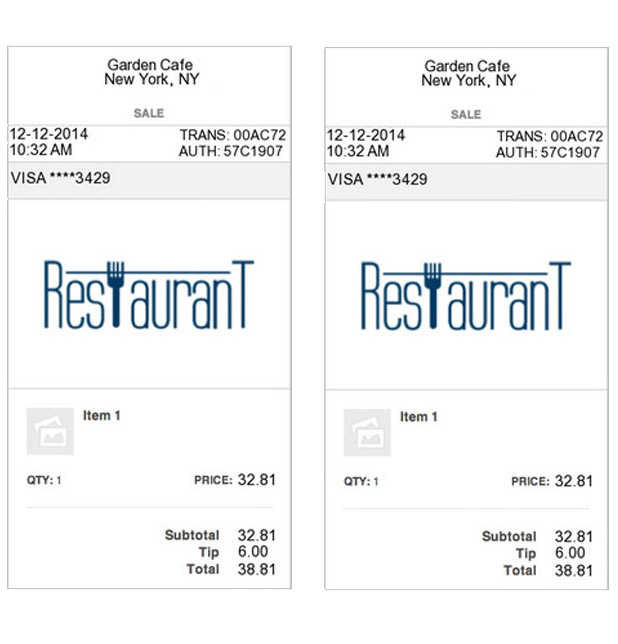 Garden Cafe
New York, NY
SALE
12-12-2014 TRANS: 00AC72
10:32 AM AUTH: 57C1907
VISA ****3429
RestauranT
Item 1
QTY: 1 PRICE: 32.81
Subtotal 32.81
Tip 6.00
Total 38.81
Garden Cafe
New York, NY
SALE
12-12-2014 TRANS: 00AC72
10:32 AM AUTH: 57C1907
VISA ****3429
RestauranT
Item 1
QTY: 1 PRICE: 32.81
Subtotal 32.81
Tip 6.00
Total 38.81